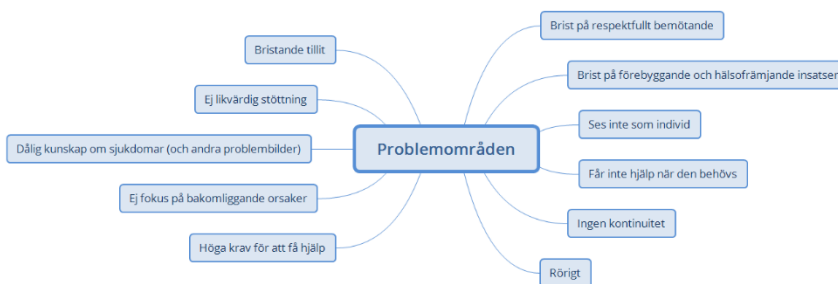 Brist på respektfullt bemötande
Bristande tillit
Brist på förebyggande och hälsofrämjande insatser
Ej likvärdig stöttning
Ses inte som individ
Dålig kunskap om sjukdomar (och andra problembilder)
Problemområden
Får inte hjälp när den behövs
Ej fokus på bakomliggande orsaker
Ingen kontinuitet
Höga krav för att få hjälp
Rörigt